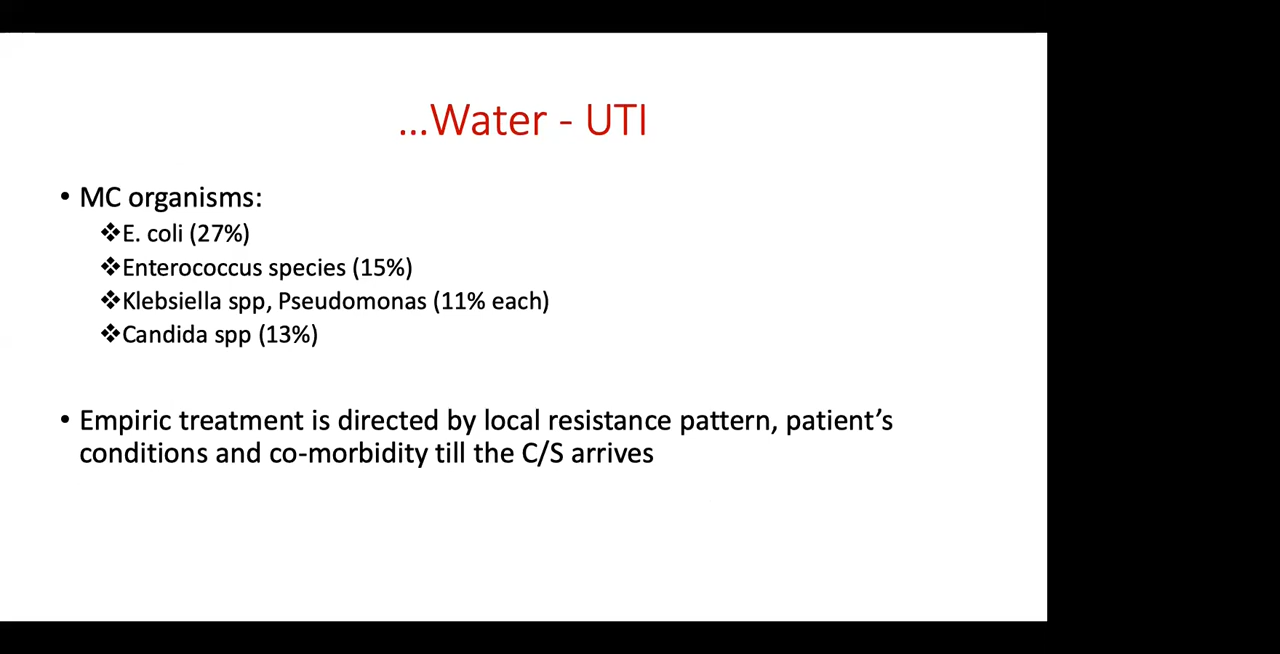 ...Water - UTI
• MC organisms:
❖E. coli (27%)
❖Enterococcus species (15%)
❖Klebsiella spp, Pseudomonas (11% each)
❖Candida spp (13%)
• Empiric treatment is directed by local resistance pattern, patient’s
conditions and co-morbidity till the C/S arrives